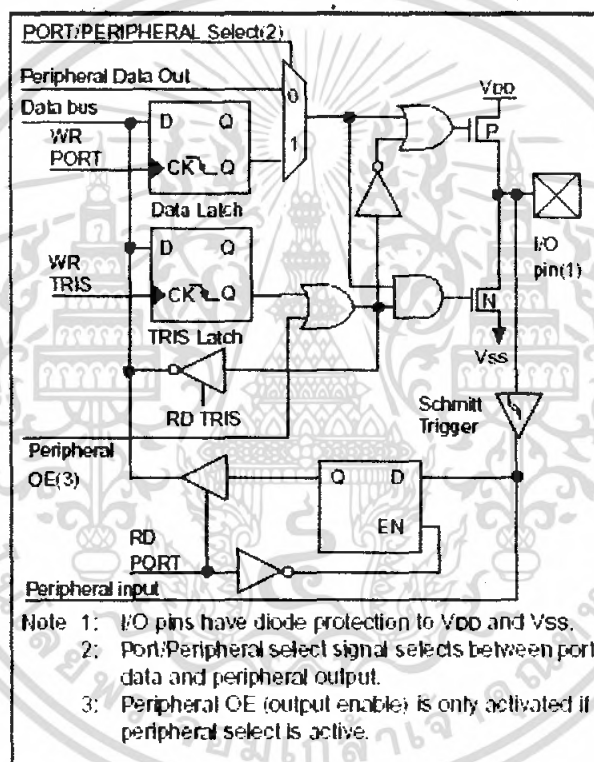 PORT/PERIPHERAL Select(2)
Peripheral Data Out
Data bus
WR
PORT
D Q
CK Q
Data Latch
0
1
VDD
P
I/O
pin(1)
WR
TRIS
D Q
CK Q
TRIS Latch
N
VSS
RD TRIS
Schmitt
Trigger
Peripheral
OE(3)
Q D
EN
RD
PORT
Peripheral input
Note 1: I/O pins have diode protection to VDD and VSS.
2: Port/Peripheral select signal selects between port
data and peripheral output.
3: Peripheral OE (output enable) is only activated if
peripheral select is active.